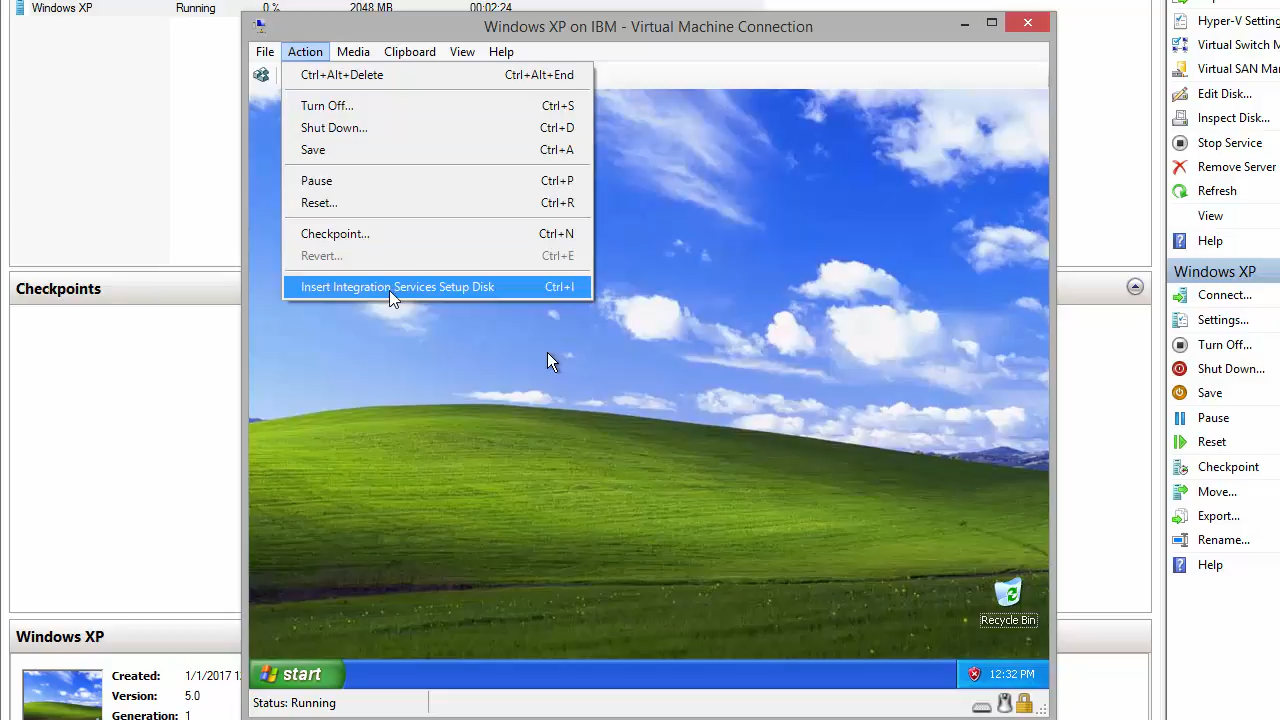 Windows XP Running 0 % 2048 MB 00:02:24
Windows XP on IBM - Virtual Machine Connection
File Action Media Clipboard View Help
Ctrl+Alt+Delete Ctrl+Alt+End
Turn Off... Ctrl+S
Shut Down... Ctrl+D
Save Ctrl+A
Pause Ctrl+P
Reset... Ctrl+R
Checkpoint... Ctrl+N
Revert... Ctrl+E
Insert Integration Services Setup Disk Ctrl+I
Recycle Bin
start
12:32 PM
Status: Running
Checkpoints
Windows XP
Created: 1/1/2017 1
Version: 5.0
Generation: 1
Hyper-V Setting
Virtual Switch M
Virtual SAN Ma
Edit Disk...
Inspect Disk...
Stop Service
Remove Server
Refresh
View
Help
Windows XP
Connect...
Settings...
Turn Off...
Shut Down...
Save
Pause
Reset
Checkpoint
Move...
Export...
Rename...
Help